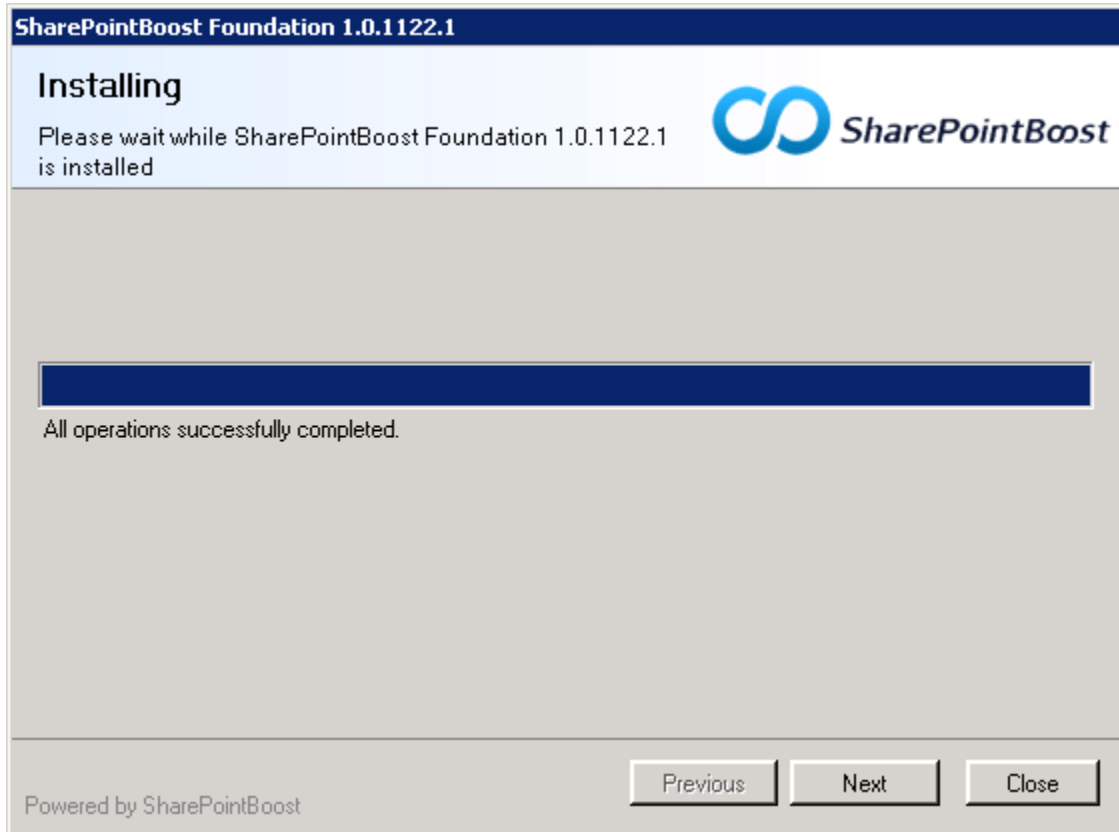 SharePointBoost Foundation 1.0.1122.1
Installing
Please wait while SharePointBoost Foundation 1.0.1122.1
is installed
SharePointBoost
All operations successfully completed.
Previous
Next
Close
Powered by SharePointBoost